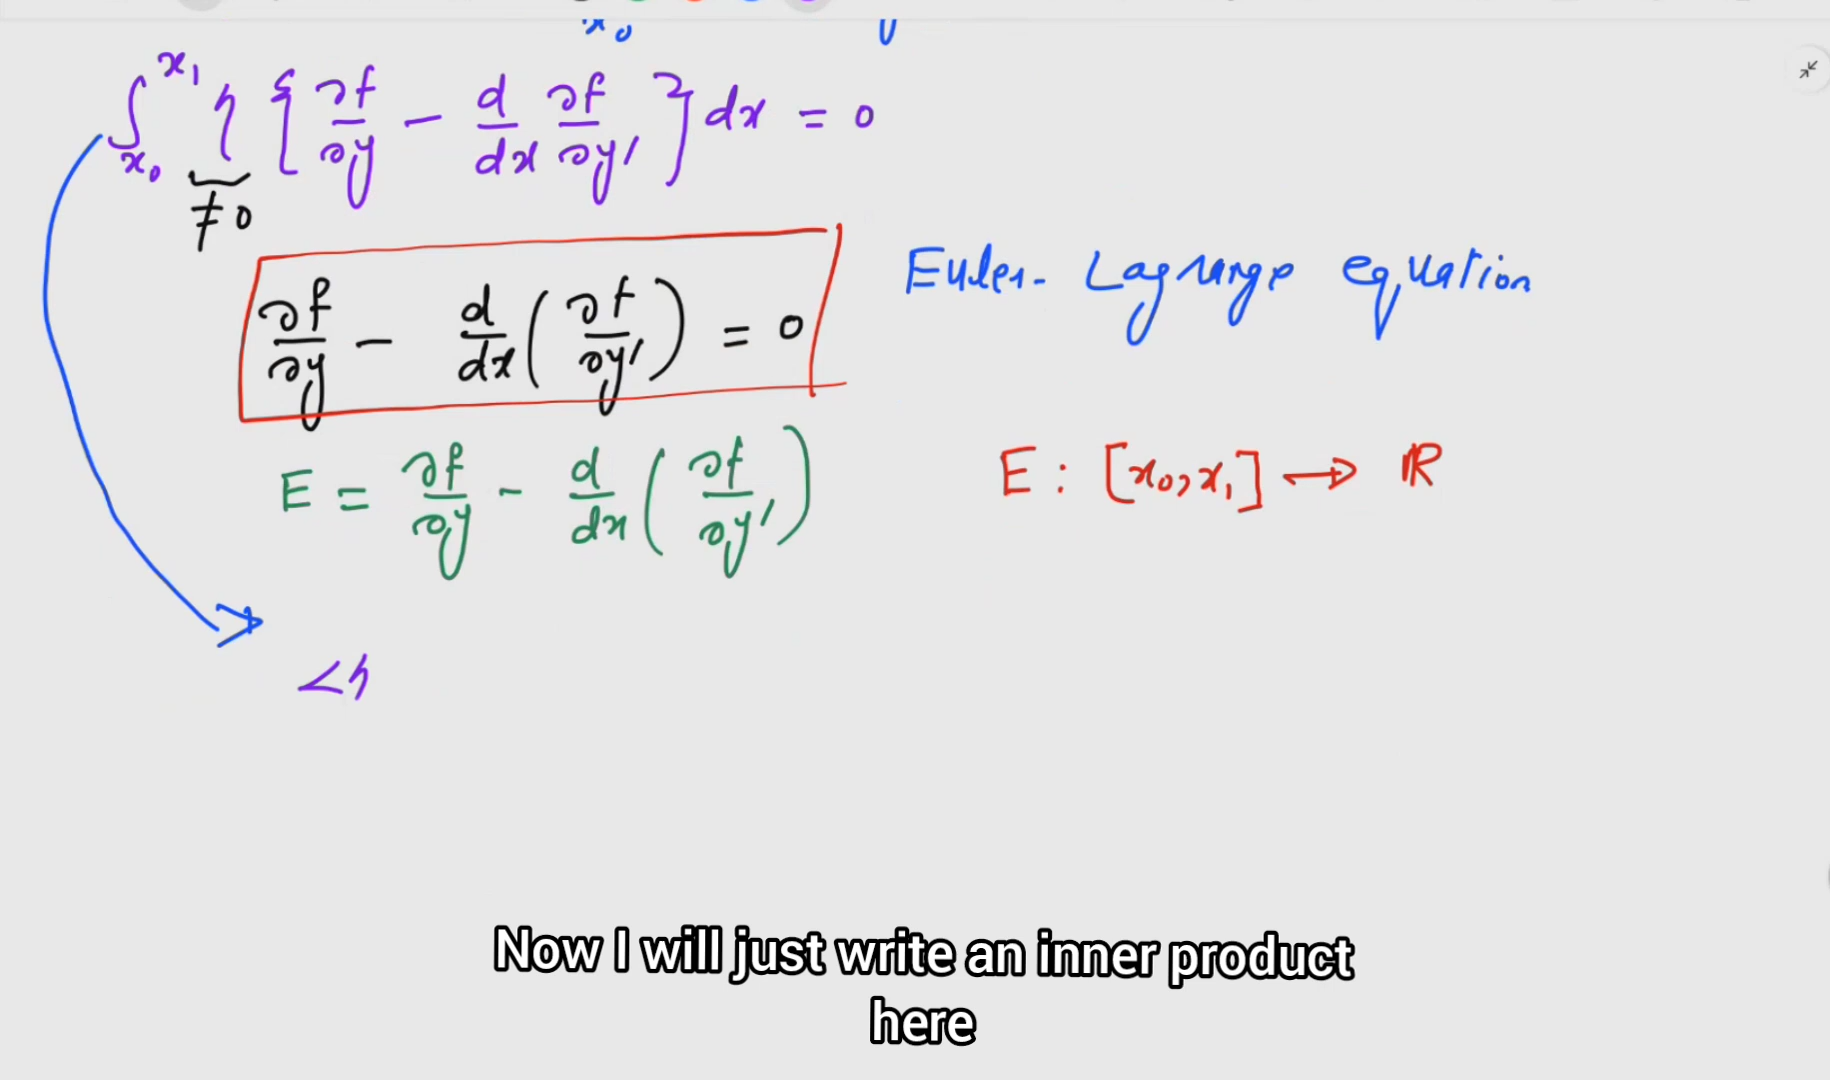 x₀ y
∫_{x₀}^{x₁} η { ∂f/∂y − d/dx ∂f/∂y' } dx = 0
≠ 0
∂f/∂y − d/dx ( ∂f/∂y' ) = 0 Euler-Lagrange equation
E = ∂f/∂y − d/dx ( ∂f/∂y' ) E : [x₀, x₁] → ℝ
<η
Now I will just write an inner product
here